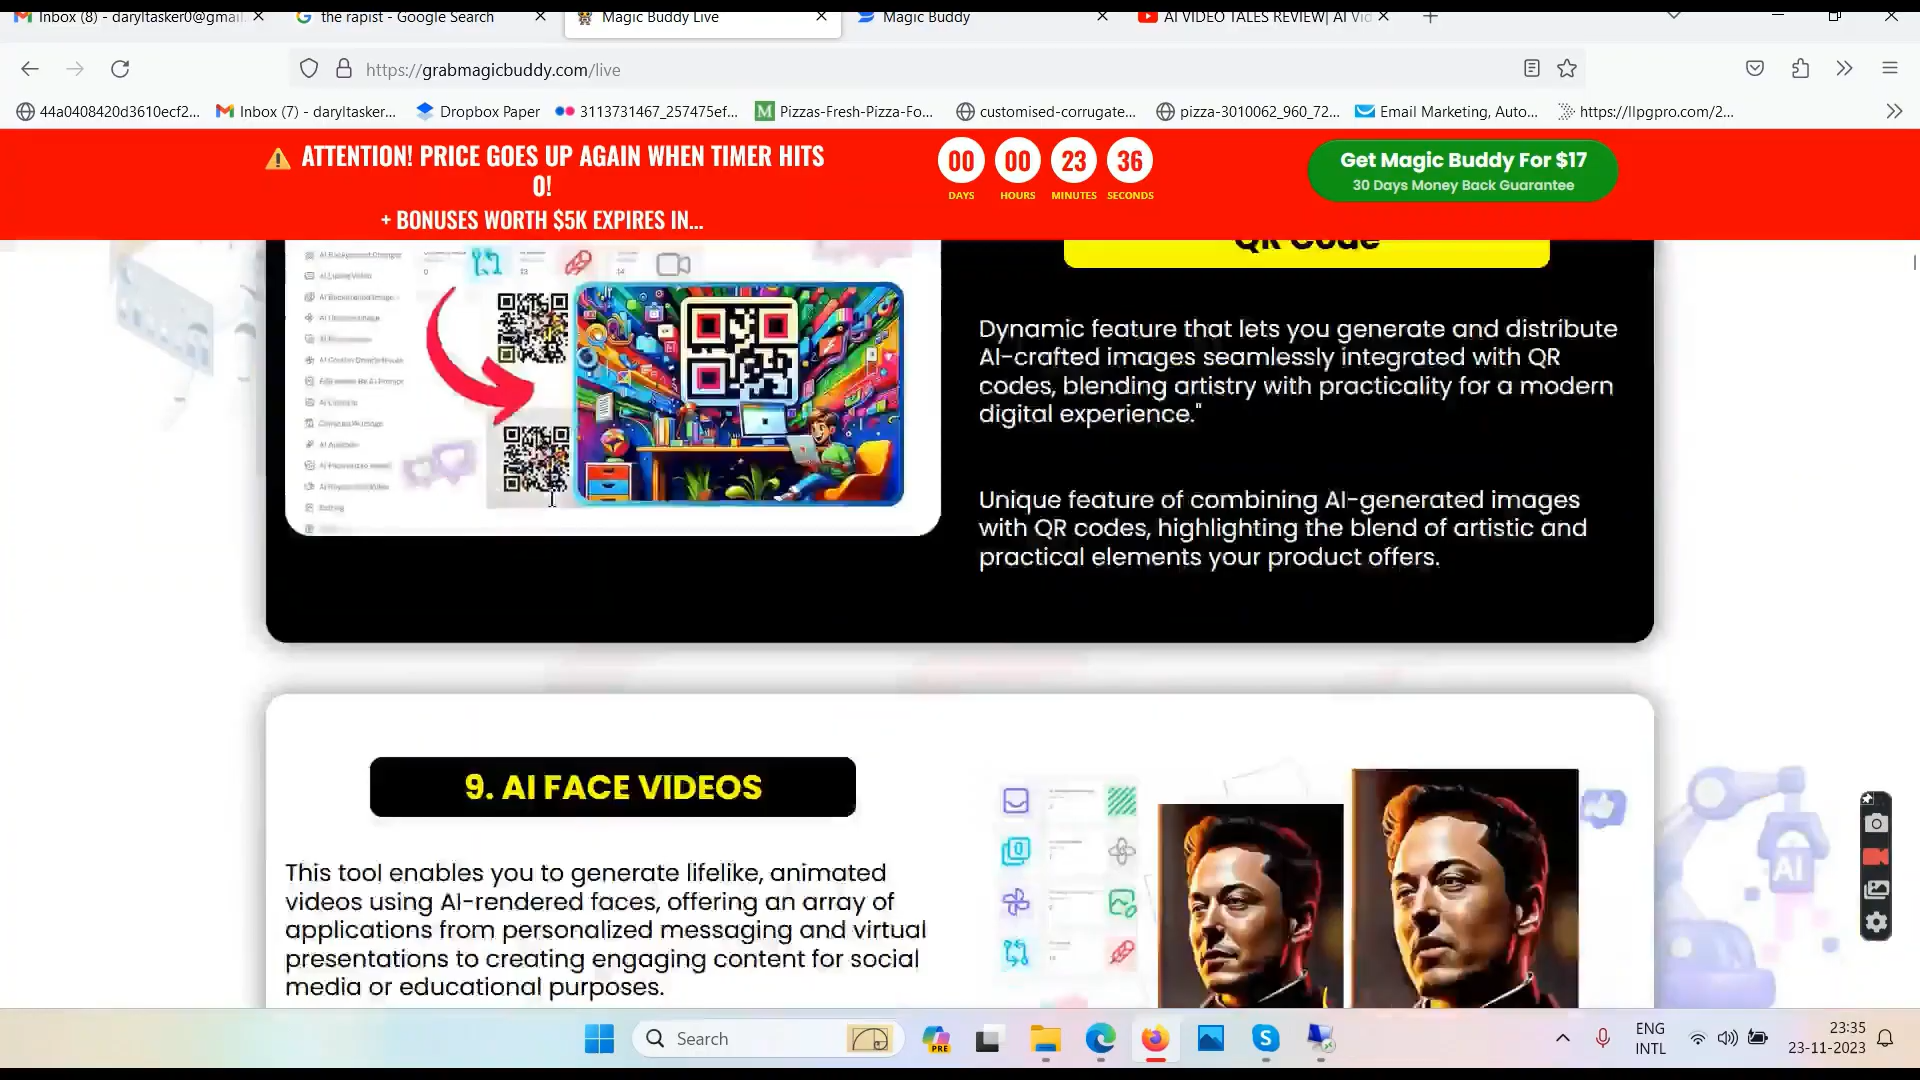 Inbox (8) - daryltasker0@gmail.
the rapist - Google Search
Magic Buddy Live
Magic Buddy
AI VIDEO TALES REVIEW| AI Vid
https://grabmagicbuddy.com/live
44a0408420d3610ecf2...
Inbox (7) - daryltasker...
Dropbox Paper
3113731467_257475ef...
Pizzas-Fresh-Pizza-Fo...
customised-corrugate...
pizza-3010062_960_72...
Email Marketing, Auto...
https://llpgpro.com/2...
ATTENTION! PRICE GOES UP AGAIN WHEN TIMER HITS
0!
+ BONUSES WORTH $5K EXPIRES IN...
00 00 23 36
DAYS HOURS MINUTES SECONDS
Get Magic Buddy For $17
30 Days Money Back Guarantee
QR Code
Dynamic feature that lets you generate and distribute
AI-crafted images seamlessly integrated with QR
codes, blending artistry with practicality for a modern
digital experience."
Unique feature of combining AI-generated images
with QR codes, highlighting the blend of artistic and
practical elements your product offers.
9. AI FACE VIDEOS
This tool enables you to generate lifelike, animated
videos using AI-rendered faces, offering an array of
applications from personalized messaging and virtual
presentations to creating engaging content for social
media or educational purposes.
AI
Search
PRE
ENG
INTL
23:35
23-11-2023